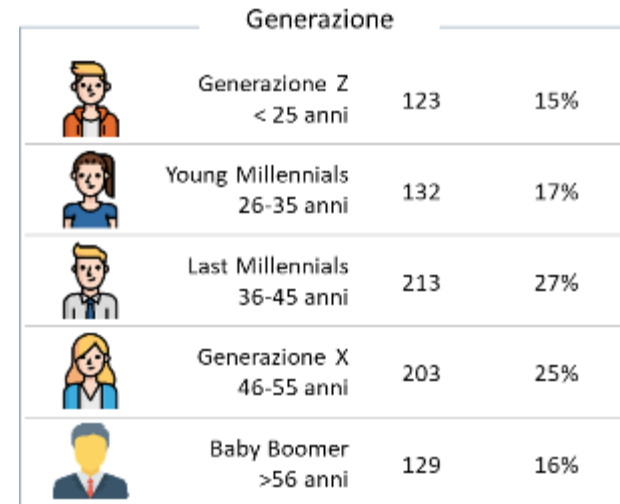 Generazione
Generazione Z
< 25 anni
123
15%
Young Millennials
26-35 anni
132
17%
Last Millennials
36-45 anni
213
27%
Generazione X
46-55 anni
203
25%
Baby Boomer
>56 anni
129
16%